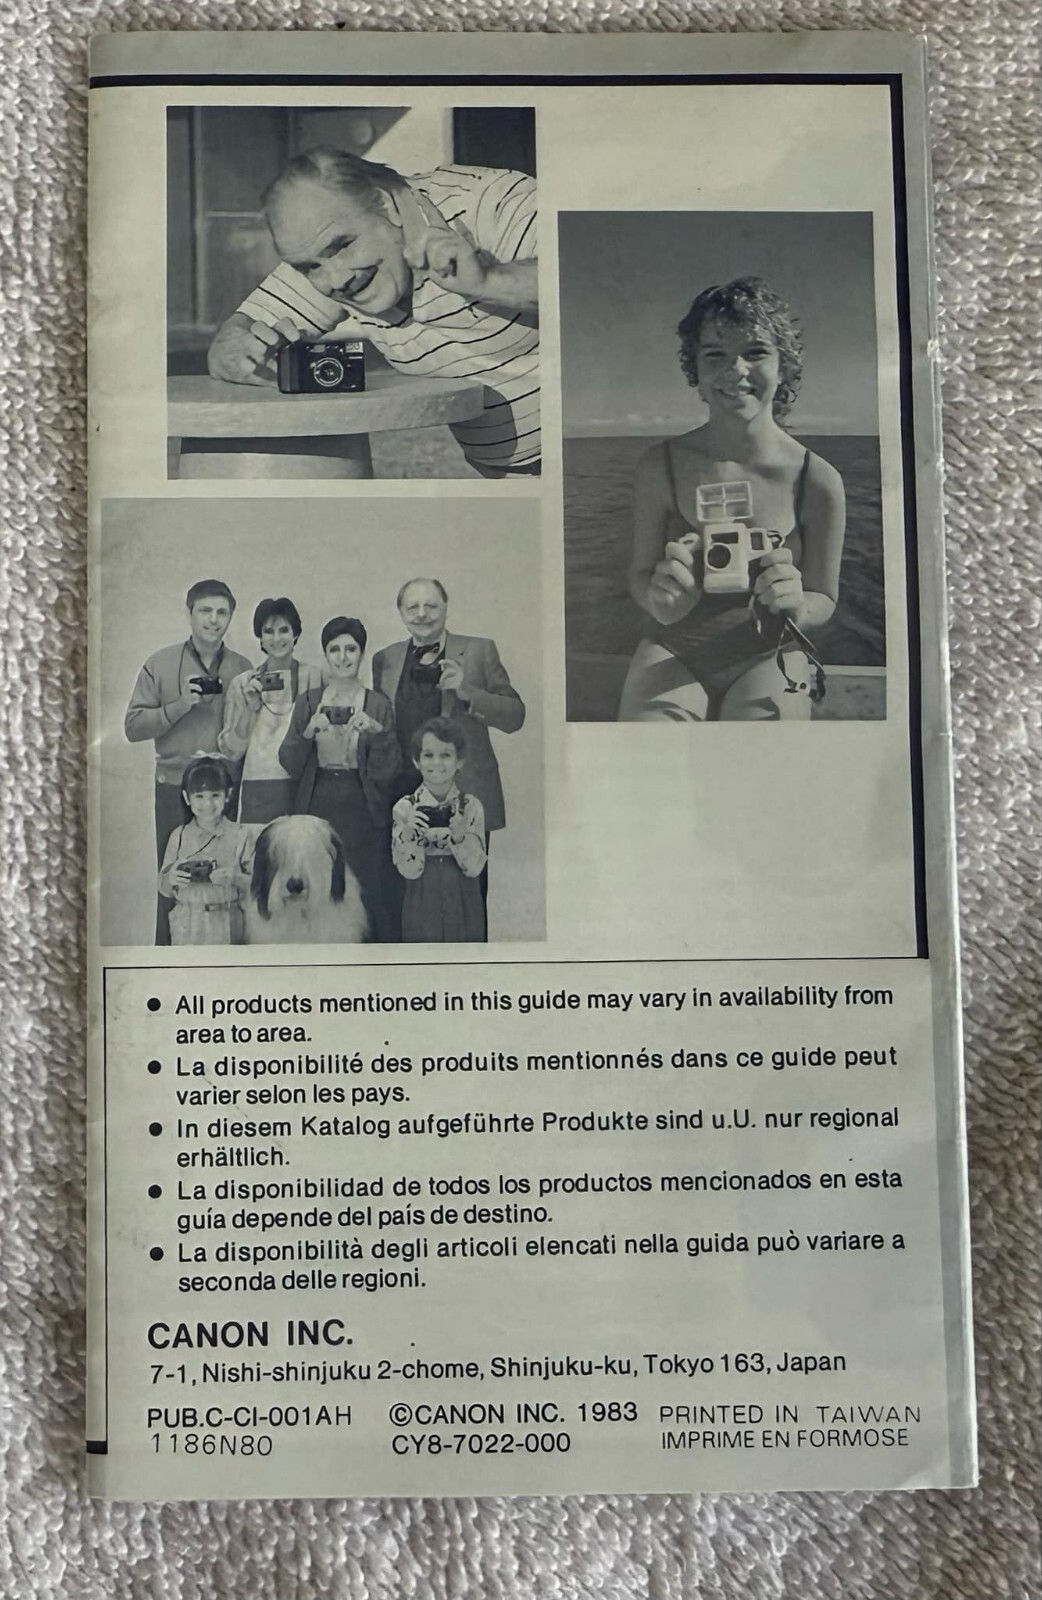 ● All products mentioned in this guide may vary in availability from
area to area.
● La disponibilité des produits mentionnés dans ce guide peut
varier selon les pays.
● In diesem Katalog aufgeführte Produkte sind u.U. nur regional
erhältlich.
● La disponibilidad de todos los productos mencionados en esta
guía depende del país de destino.
● La disponibilità degli articoli elencati nella guida può variare a
seconda delle regioni.
CANON INC.
7-1, Nishi-shinjuku 2-chome, Shinjuku-ku, Tokyo 163, Japan
PUB.C-CI-001AH ©CANON INC. 1983 PRINTED IN TAIWAN
1186N80 CY8-7022-000 IMPRIME EN FORMOSE